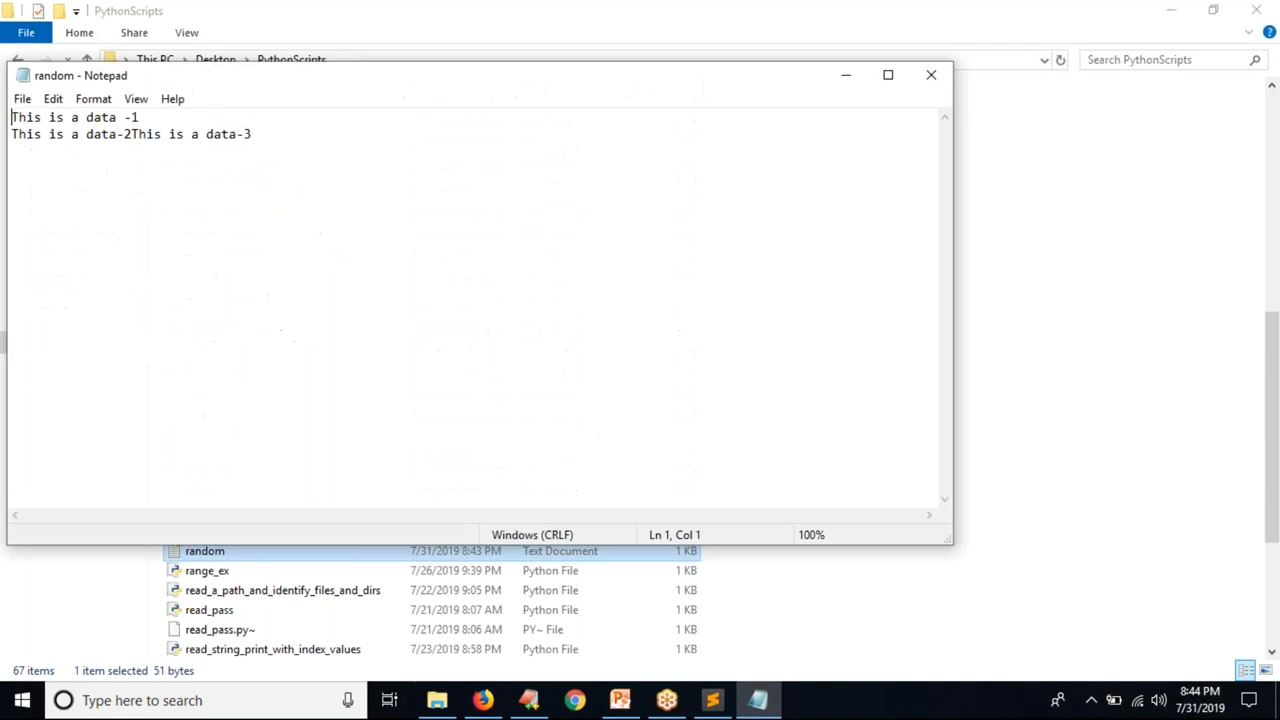 PythonScripts
File
Home
Share
View
This PC
Desktop
PythonScripts
Search PythonScripts
random - Notepad
File Edit Format View Help
This is a data -1
This is a data-2This is a data-3
Windows (CRLF)
Ln 1, Col 1
100%
random 7/31/2019 8:43 PM Text Document 1 KB
range_ex 7/26/2019 9:39 PM Python File 1 KB
read_a_path_and_identify_files_and_dirs 7/22/2019 9:05 PM Python File 1 KB
read_pass 7/21/2019 8:07 AM Python File 1 KB
read_pass.py~ 7/21/2019 8:06 AM PY~ File 1 KB
read_string_print_with_index_values 7/23/2019 8:58 PM Python File 1 KB
67 items 1 item selected 51 bytes
Type here to search
8:44 PM
7/31/2019